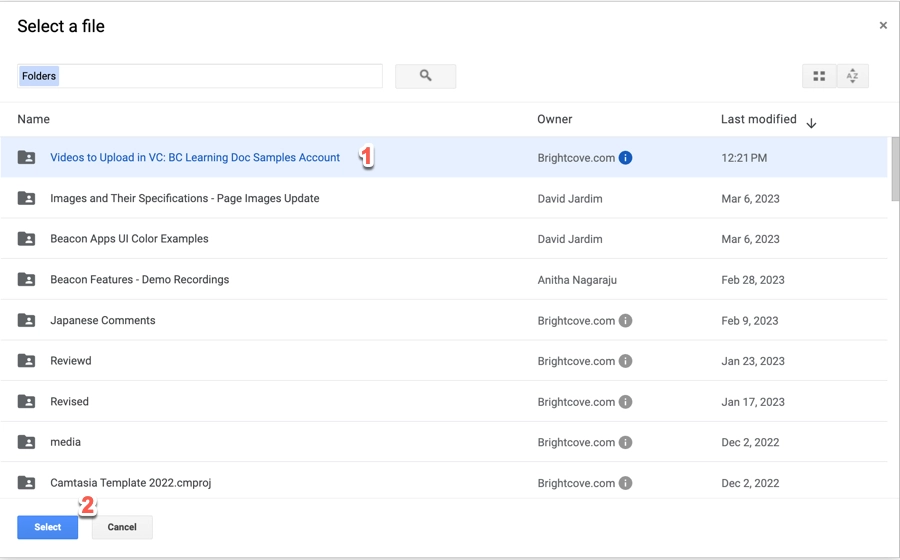 Select a file
×
Folders
AZ
Name Owner Last modified
Videos to Upload in VC: BC Learning Doc Samples Account 1 Brightcove.com i 12:21 PM
Images and Their Specifications - Page Images Update David Jardim Mar 6, 2023
Beacon Apps UI Color Examples David Jardim Mar 6, 2023
Beacon Features - Demo Recordings Anitha Nagaraju Feb 28, 2023
Japanese Comments Brightcove.com i Feb 9, 2023
Reviewd Brightcove.com i Jan 23, 2023
Revised Brightcove.com i Jan 17, 2023
media Brightcove.com i Dec 2, 2022
Camtasia Template 2022.cmproj Brightcove.com i Dec 2, 2022
2
Select Cancel